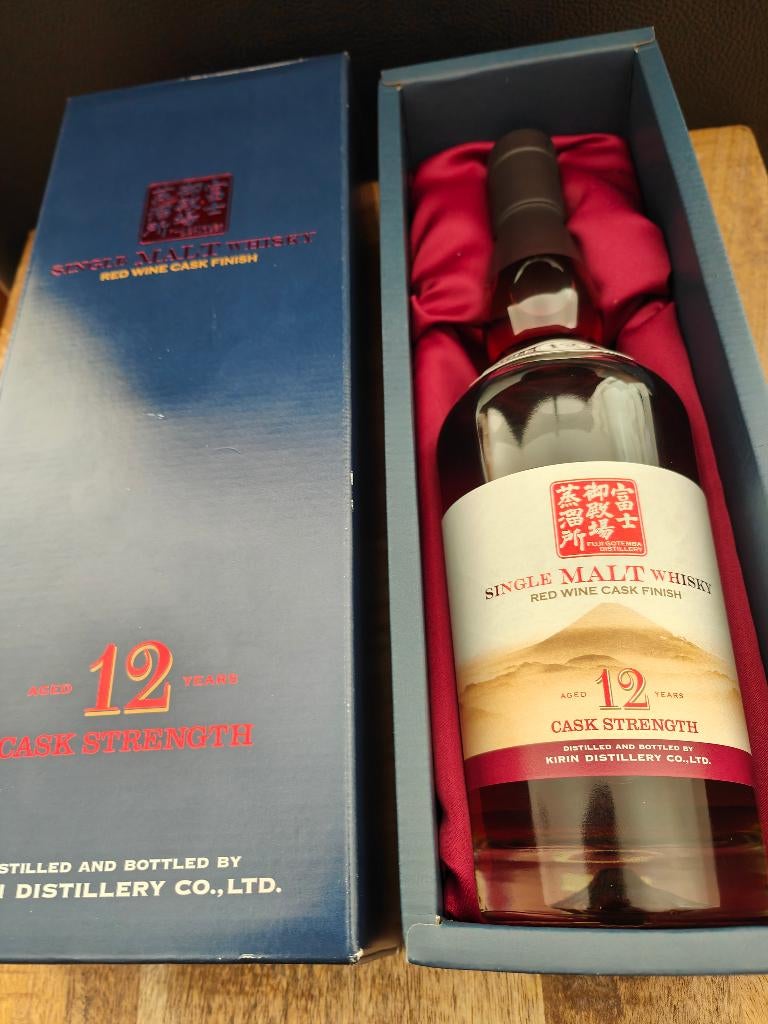 富士
御殿場
蒸溜所
SINGLE MALT WHISKY
RED WINE CASK FINISH
AGED 12 YEARS
CASK STRENGTH
STILLED AND BOTTLED BY
DISTILLERY CO.,LTD.
富士
御殿場
蒸溜所
FUJI GOTEMBA
DISTILLERY
SINGLE MALT WHISKY
RED WINE CASK FINISH
AGED 12 YEARS
CASK STRENGTH
DISTILLED AND BOTTLED BY
KIRIN DISTILLERY CO.,LTD.